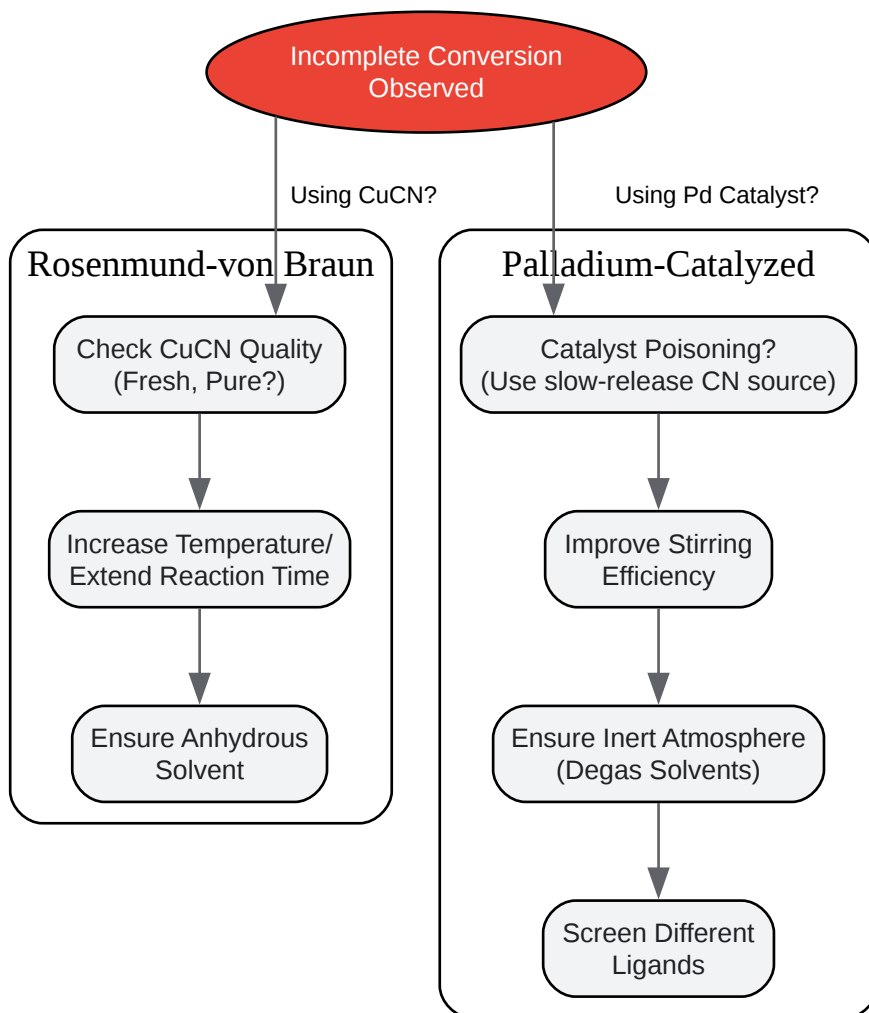 Incomplete Conversion
Observed
Using CuCN?
Using Pd Catalyst?
Rosenmund-von Braun
Check CuCN Quality
(Fresh, Pure?)
Increase Temperature/
Extend Reaction Time
Ensure Anhydrous
Solvent
Palladium-Catalyzed
Catalyst Poisoning?
(Use slow-release CN source)
Improve Stirring
Efficiency
Ensure Inert Atmosphere
(Degas Solvents)
Screen Different
Ligands